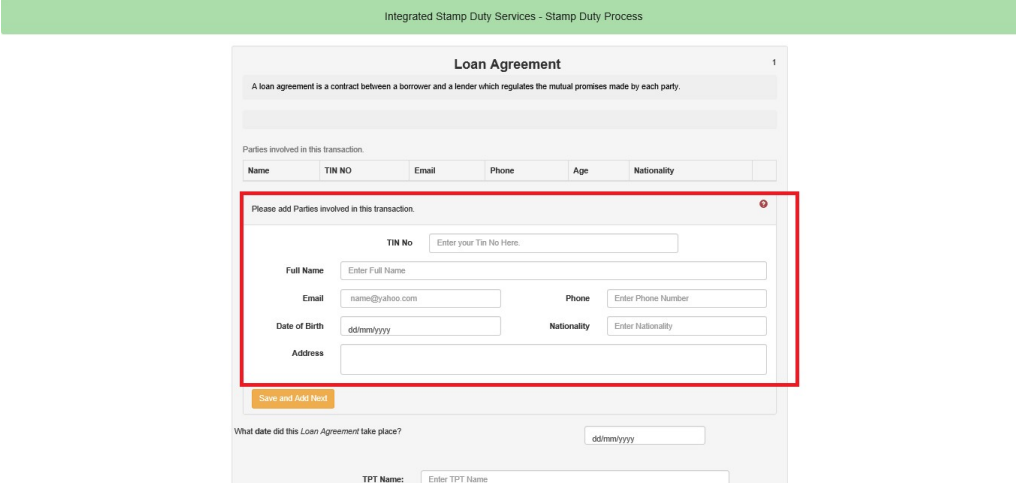 Integrated Stamp Duty Services - Stamp Duty Process
Loan Agreement 1
A loan agreement is a contract between a borrower and a lender which regulates the mutual promises made by each party.
Parties involved in this transaction.
Name TIN NO Email Phone Age Nationality
Please add Parties involved in this transaction. ?
TIN No Enter your Tin No Here.
Full Name Enter Full Name
Email name@yahoo.com Phone Enter Phone Number
Date of Birth dd/mm/yyyy Nationality Enter Nationality
Address
Save and Add Next
What date did this Loan Agreement take place? dd/mm/yyyy
TPT Name: Enter TPT Name